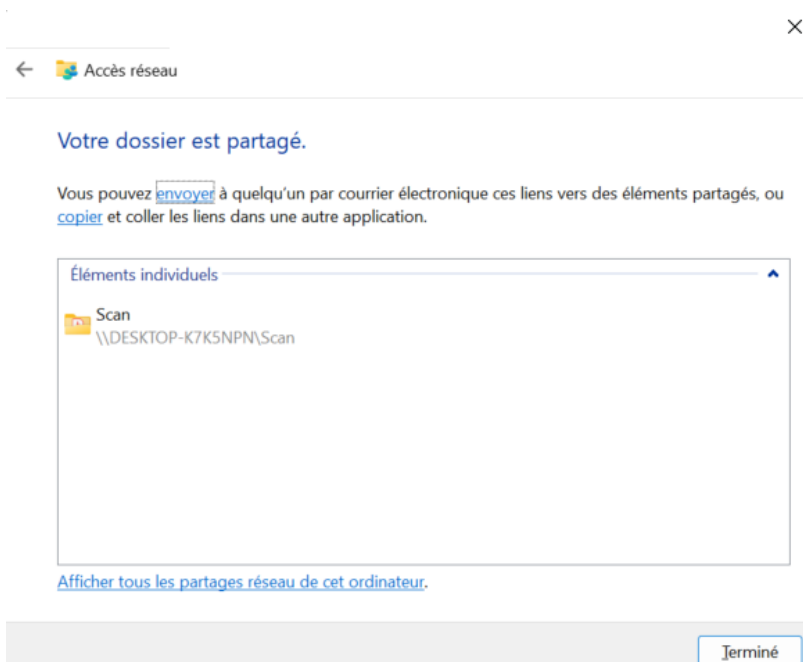 Accès réseau
Votre dossier est partagé.
Vous pouvez envoyer à quelqu'un par courrier électronique ces liens vers des éléments partagés, ou
copier et coller les liens dans une autre application.
Éléments individuels
Scan
\\DESKTOP-K7K5NPN\Scan
Afficher tous les partages réseau de cet ordinateur.
Terminé